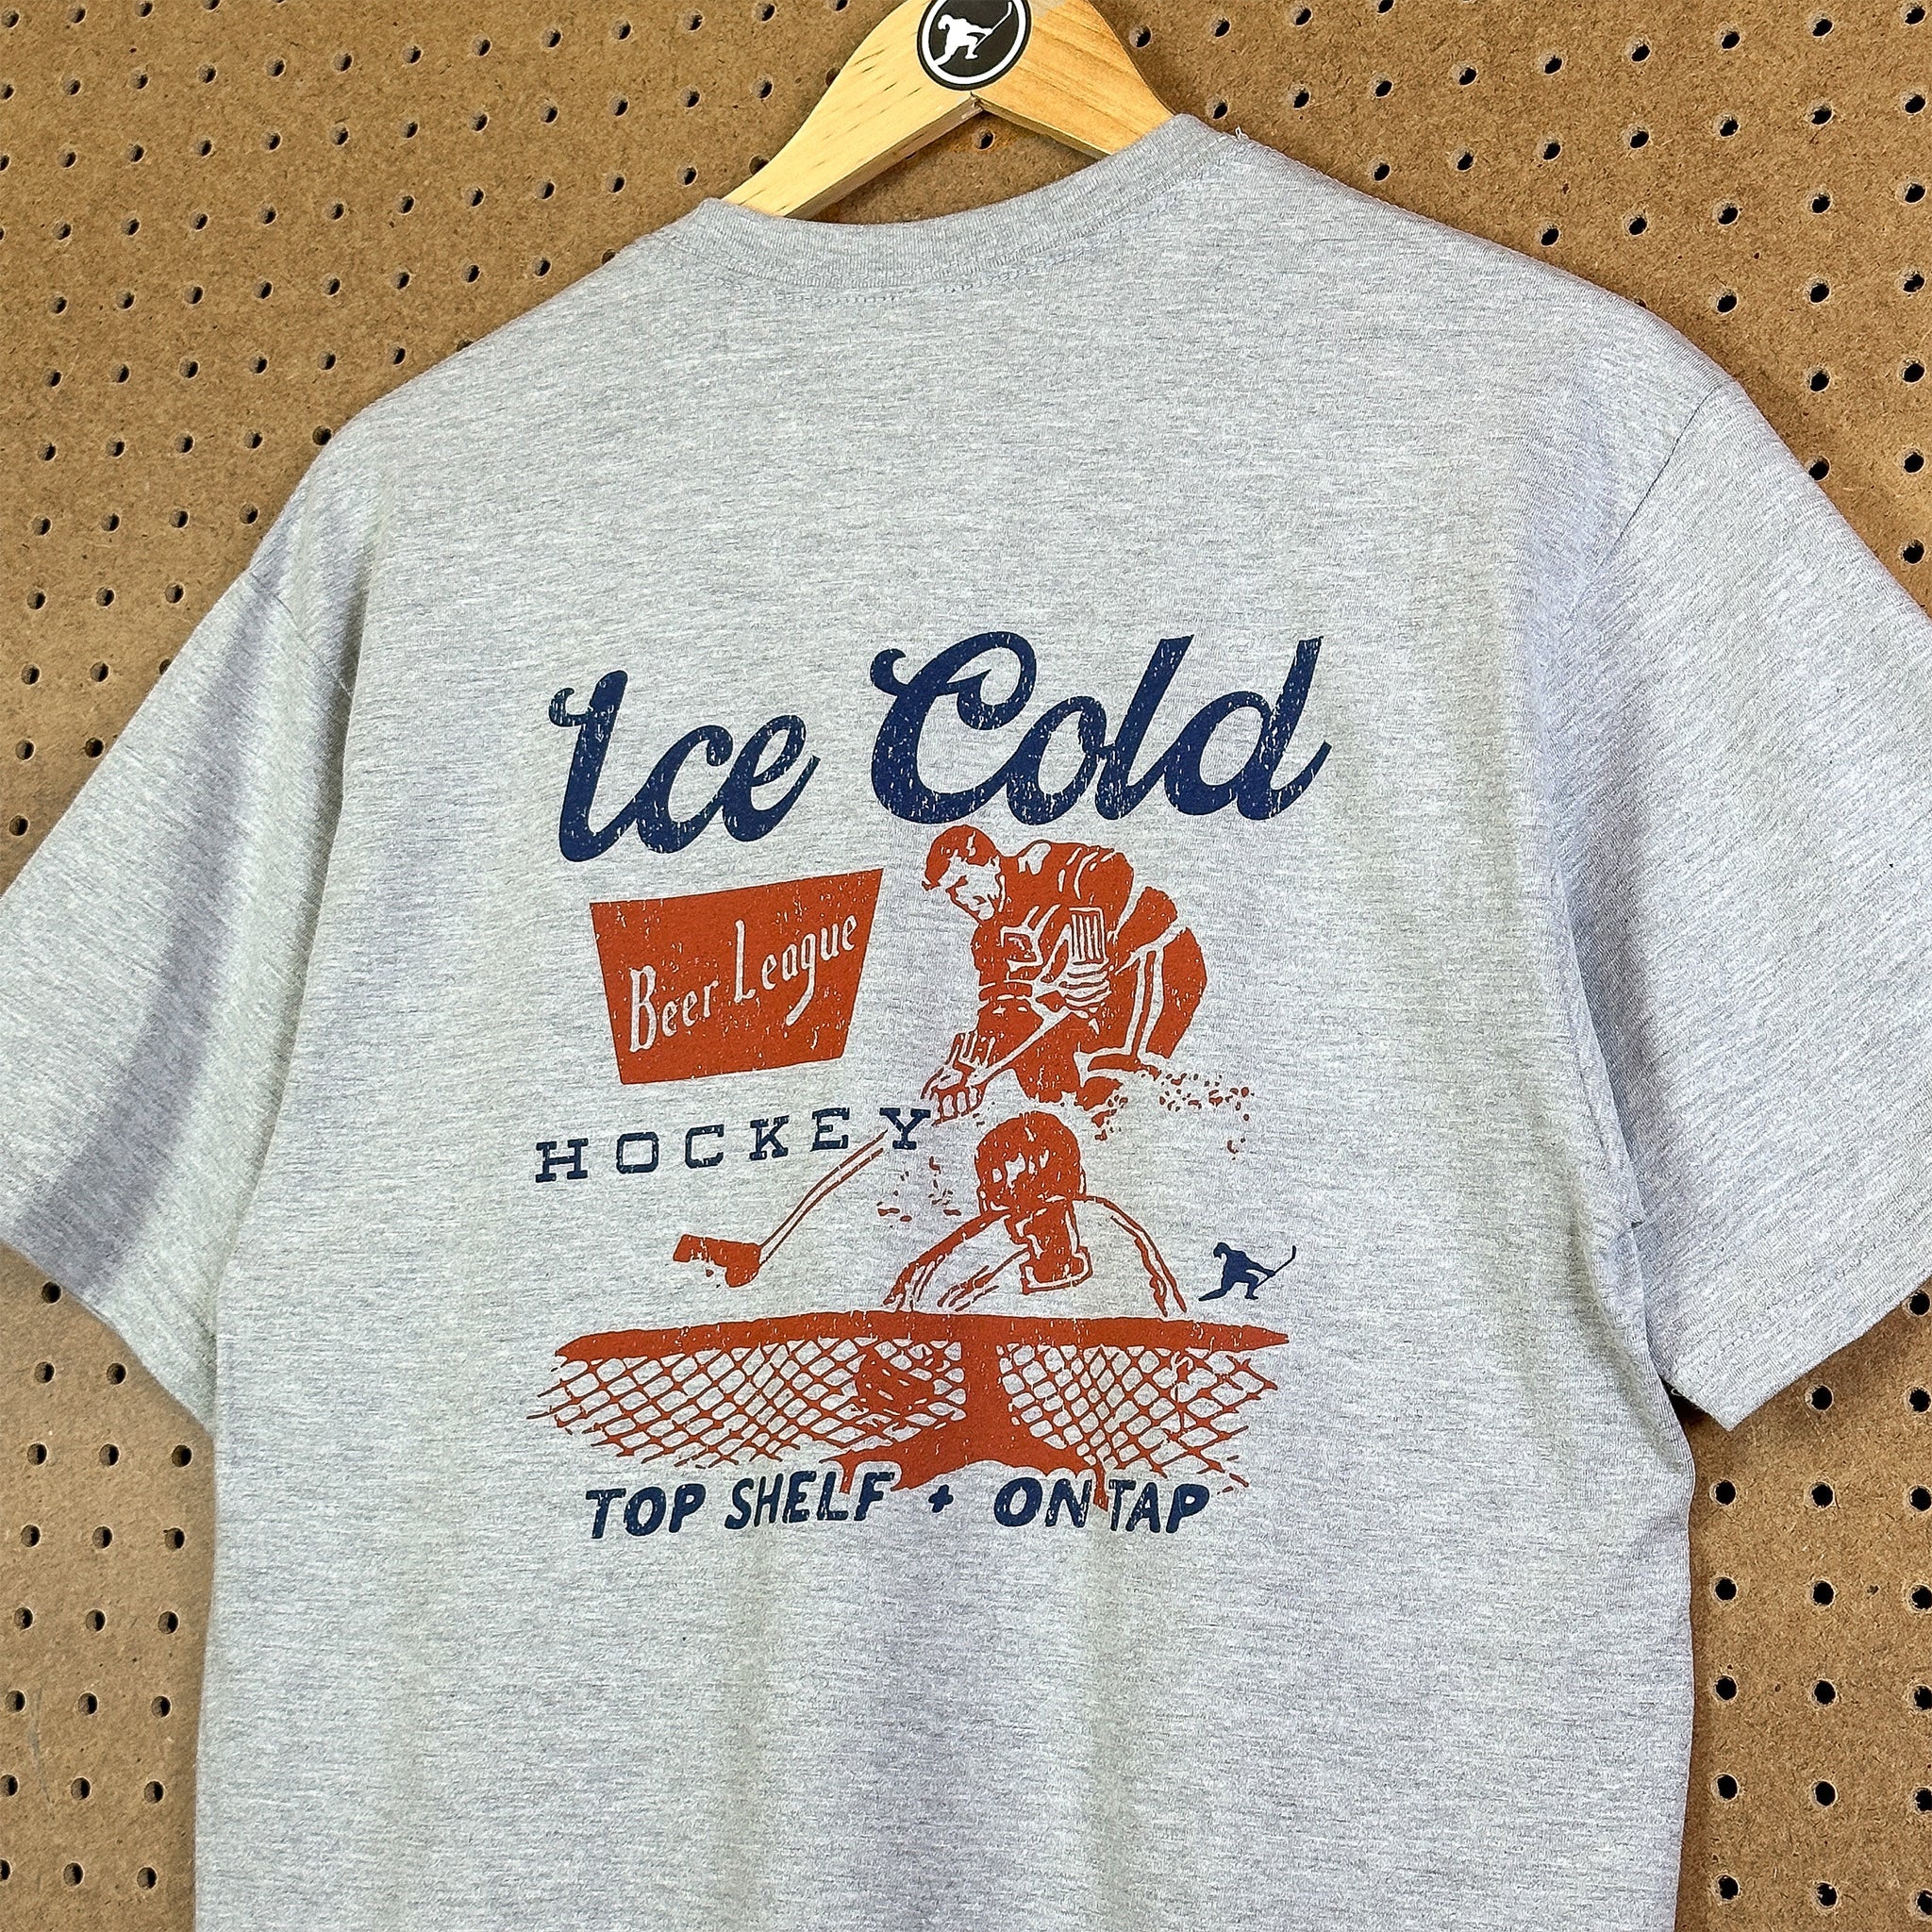 Ice Cold
Beer League
HOCKEY
TOP SHELF + ON TAP